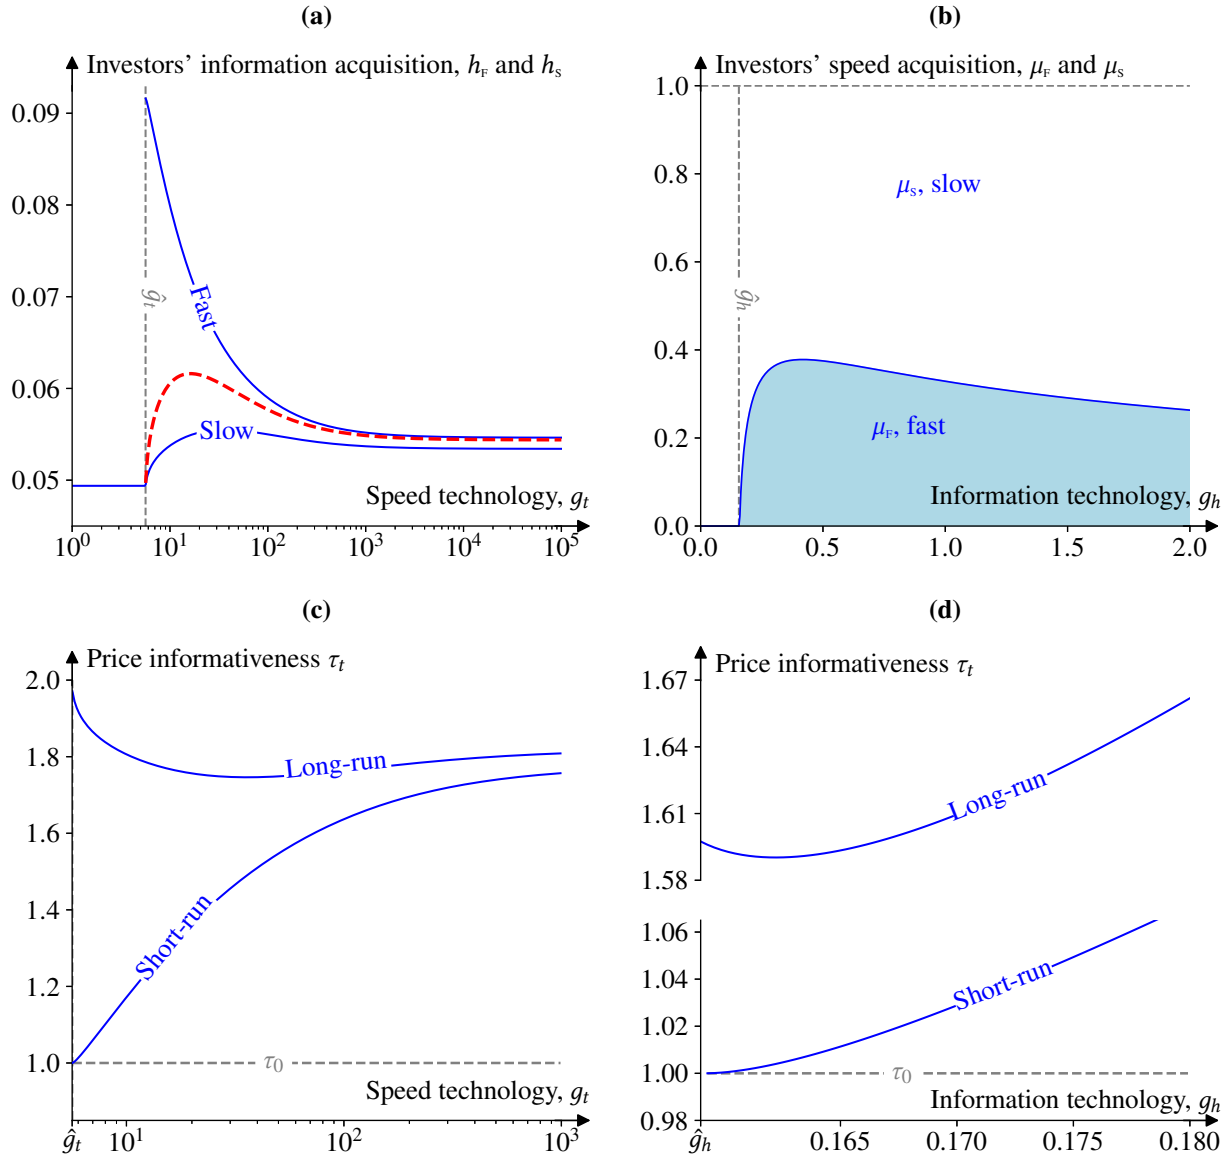 (a)
Investors’ information acquisition, h_F and h_S
0.09
0.08
0.07
0.06
0.05
ĝ_t
Fast
Slow
Speed technology, g_t
10^0 10^1 10^2 10^3 10^4 10^5
(b)
Investors’ speed acquisition, μ_F and μ_S
1.0
0.8
0.6
0.4
0.2
0.0
μ_S, slow
ĝ_h
μ_F, fast
Information technology, g_h
0.0 0.5 1.0 1.5 2.0
(c)
Price informativeness τ_t
2.0
1.8
1.6
1.4
1.2
1.0
Long-run
Short-run
τ_0
Speed technology, g_t
ĝ_t 10^1 10^2 10^3
(d)
Price informativeness τ_t
1.67
1.64
1.61
1.58
Long-run
1.06
1.04
1.02
1.00
0.98
Short-run
τ_0
Information technology, g_h
ĝ_h 0.165 0.170 0.175 0.180